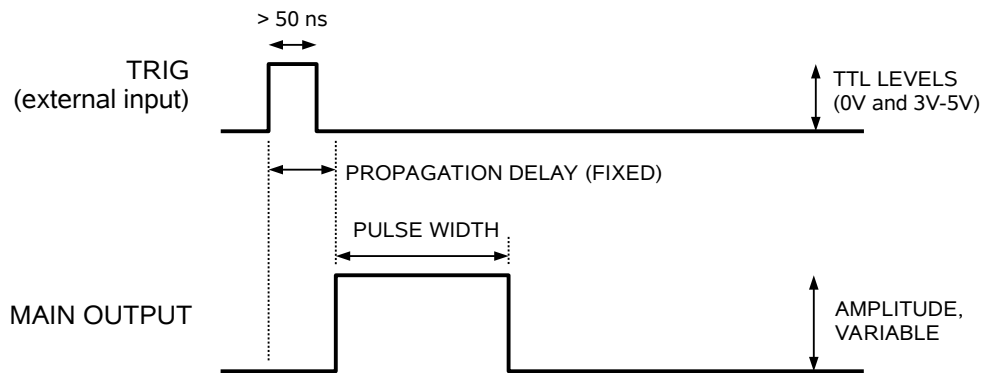 > 50 ns
TRIG
(external input)
TTL LEVELS
(0V and 3V-5V)
PROPAGATION DELAY (FIXED)
PULSE WIDTH
MAIN OUTPUT
AMPLITUDE,
VARIABLE